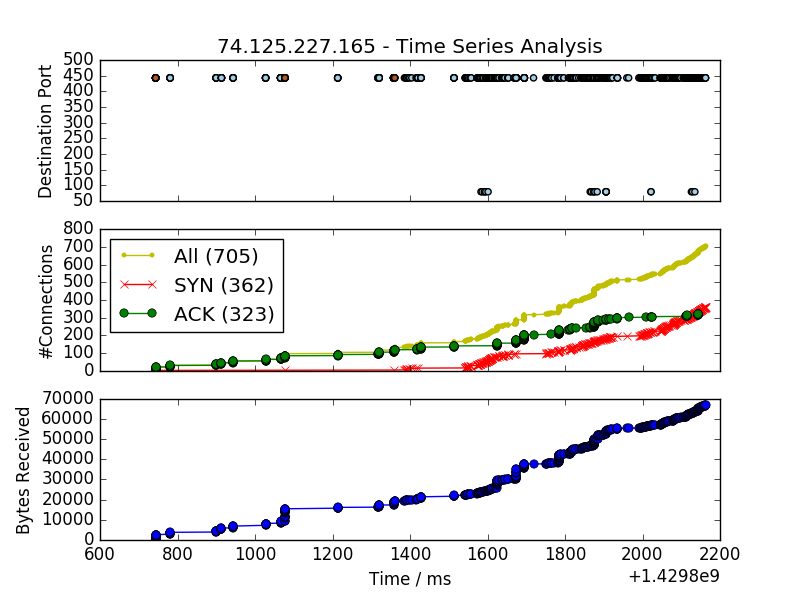 74.125.227.165 - Time Series Analysis
Destination Port
500
450
400
350
300
250
200
150
100
50
#Connections
800
700
600
500
400
300
200
100
0
All (705)
SYN (362)
ACK (323)
Bytes Received
70000
60000
50000
40000
30000
20000
10000
0
600 800 1000 1200 1400 1600 1800 2000 2200
Time / ms
+1.4298e9